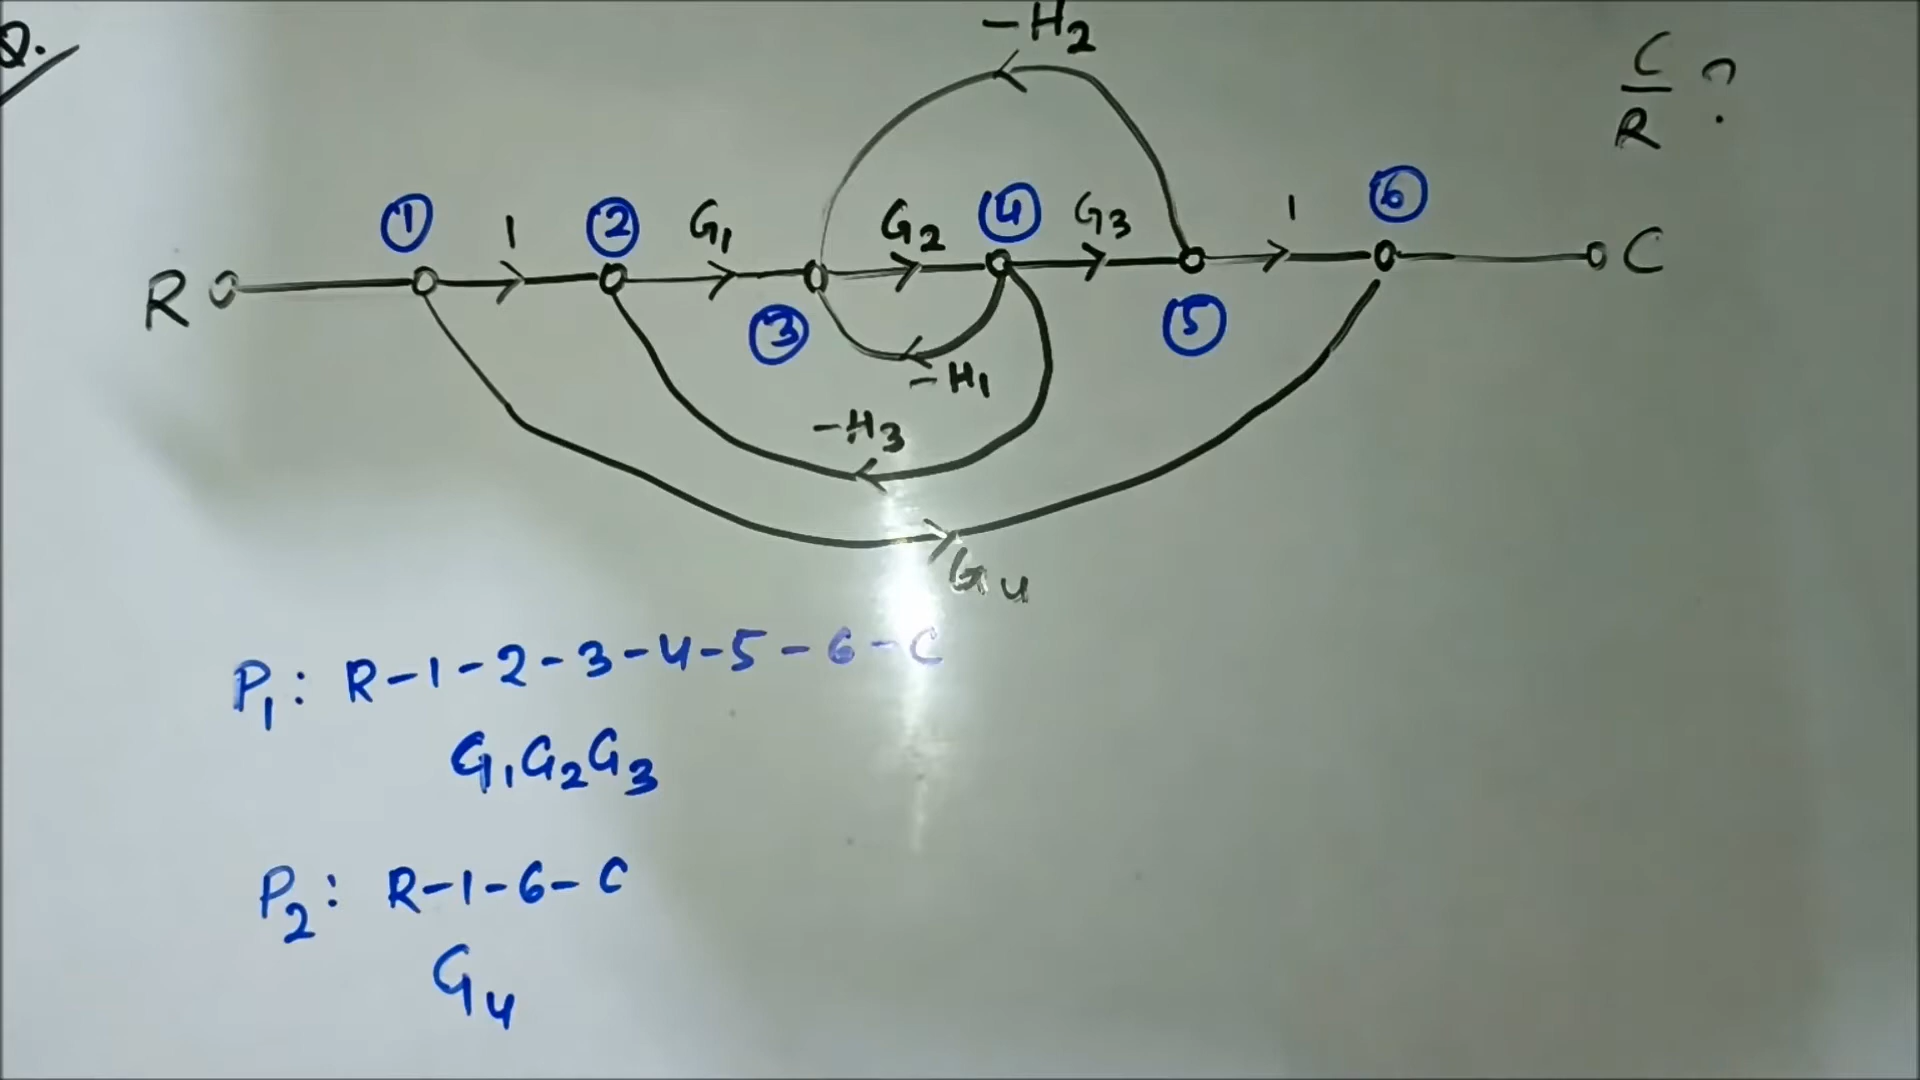 Q.
-H₂
C/R ?
① 1 ② G₁ G₂ ④ G₃ 1 ⑥
R C
③ ⑤
-H₁
-H₃
G₄
P₁: R-1-2-3-4-5-6-C
G₁G₂G₃
P₂: R-1-6-C
G₄